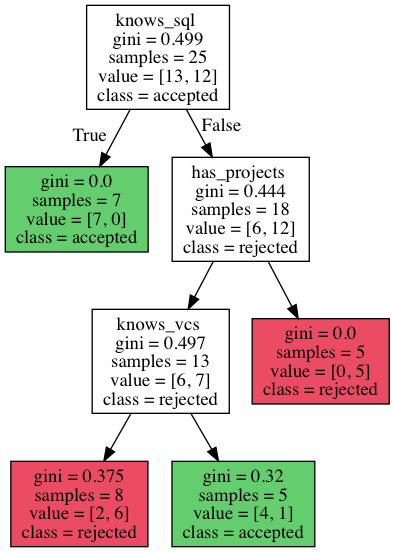 knows_sql
gini = 0.499
samples = 25
value = [13, 12]
class = accepted
True
False
gini = 0.0
samples = 7
value = [7, 0]
class = accepted
has_projects
gini = 0.444
samples = 18
value = [6, 12]
class = rejected
knows_vcs
gini = 0.497
samples = 13
value = [6, 7]
class = rejected
gini = 0.0
samples = 5
value = [0, 5]
class = rejected
gini = 0.375
samples = 8
value = [2, 6]
class = rejected
gini = 0.32
samples = 5
value = [4, 1]
class = accepted